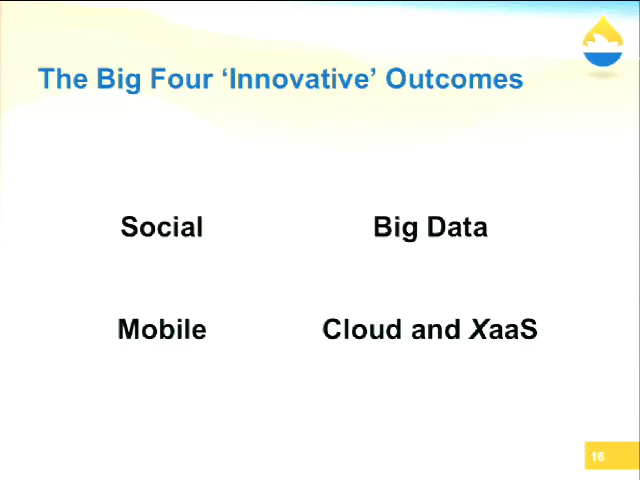 The Big Four ‘Innovative’ Outcomes
Social
Big Data
Mobile
Cloud and XaaS
16